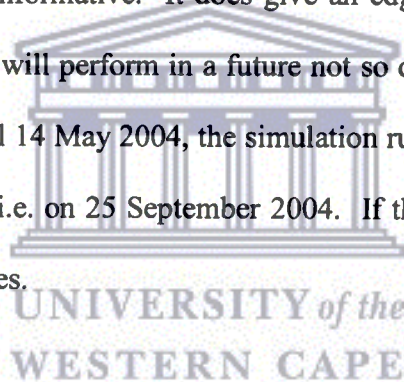 informative. It does give an edg
will perform in a future not so
l 14 May 2004, the simulation ru
i.e. on 25 September 2004. If th
es.
UNIVERSITY of the
WESTERN CAPE